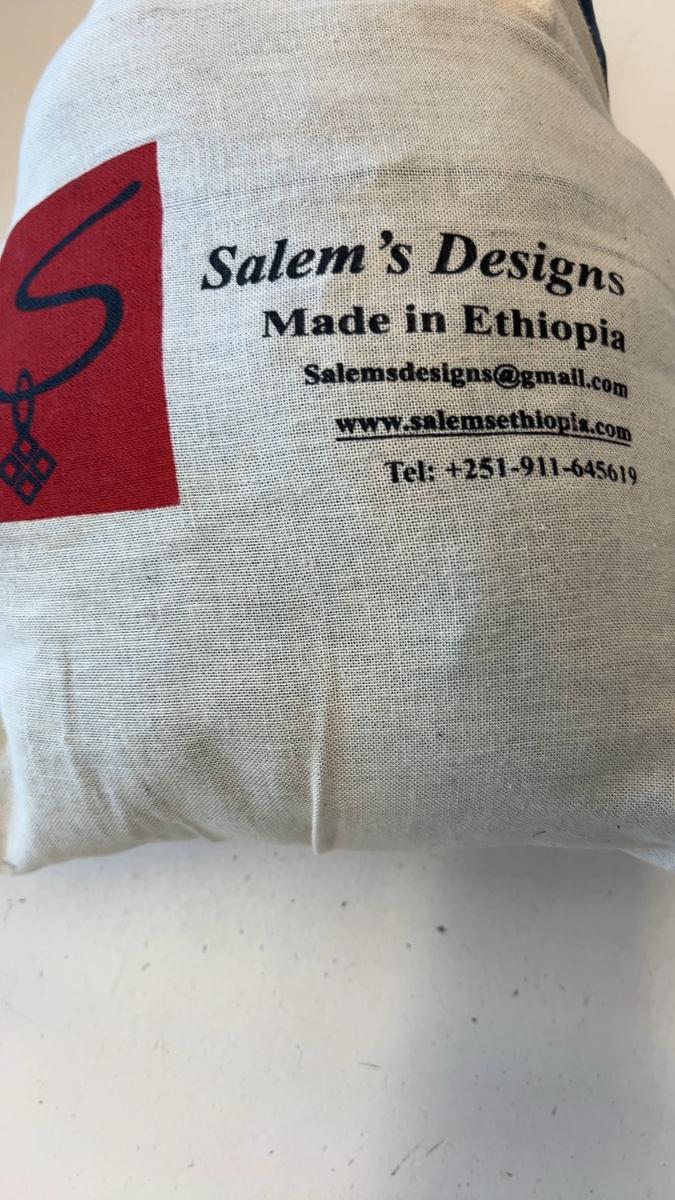 S
Salem's Designs
Made in Ethiopia
Salemsdesigns@gmail.com
www.salemsethiopia.com
Tel: +251-911-645619